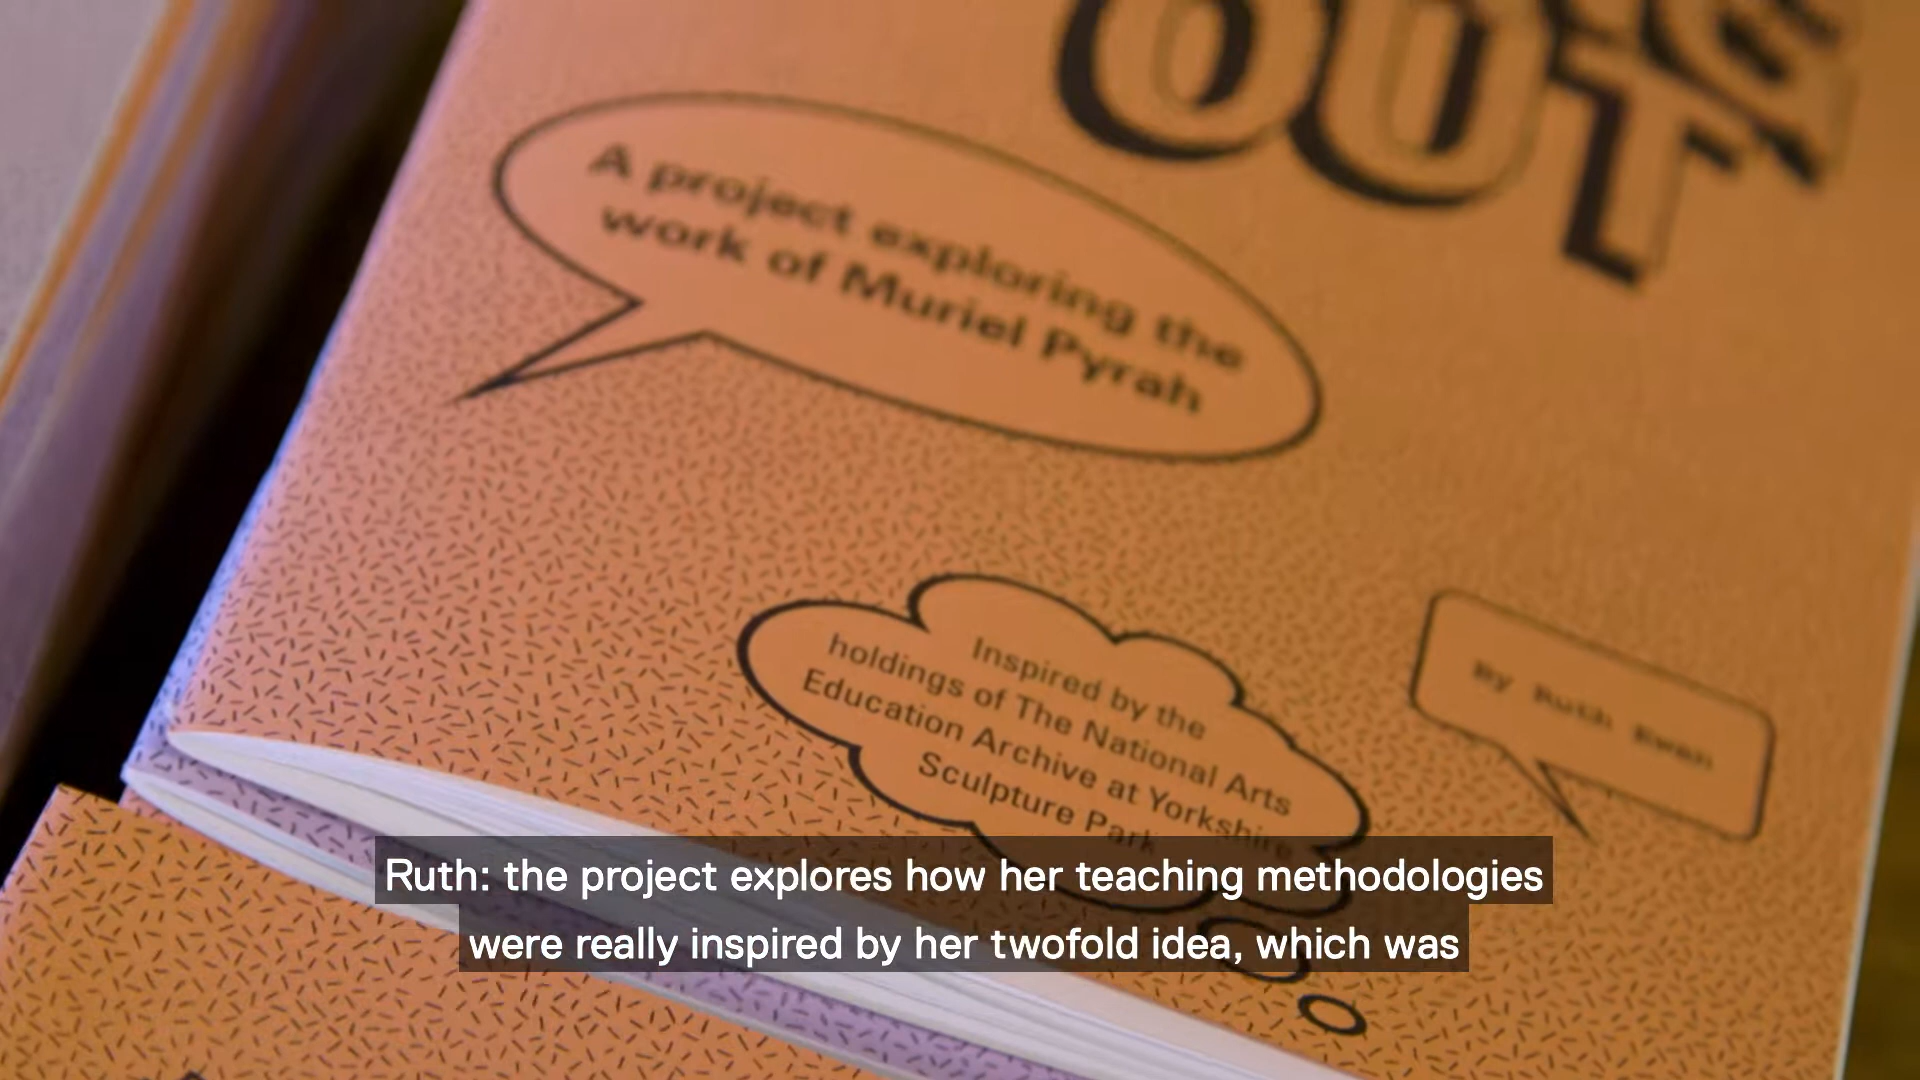 OUT
A project exploring the
work of Muriel Pyrah
Inspired by the
holdings of The National Arts
Education Archive at Yorkshire
Sculpture Park
By Ruth Ewan
Ruth: the project explores how her teaching methodologies
were really inspired by her twofold idea, which was